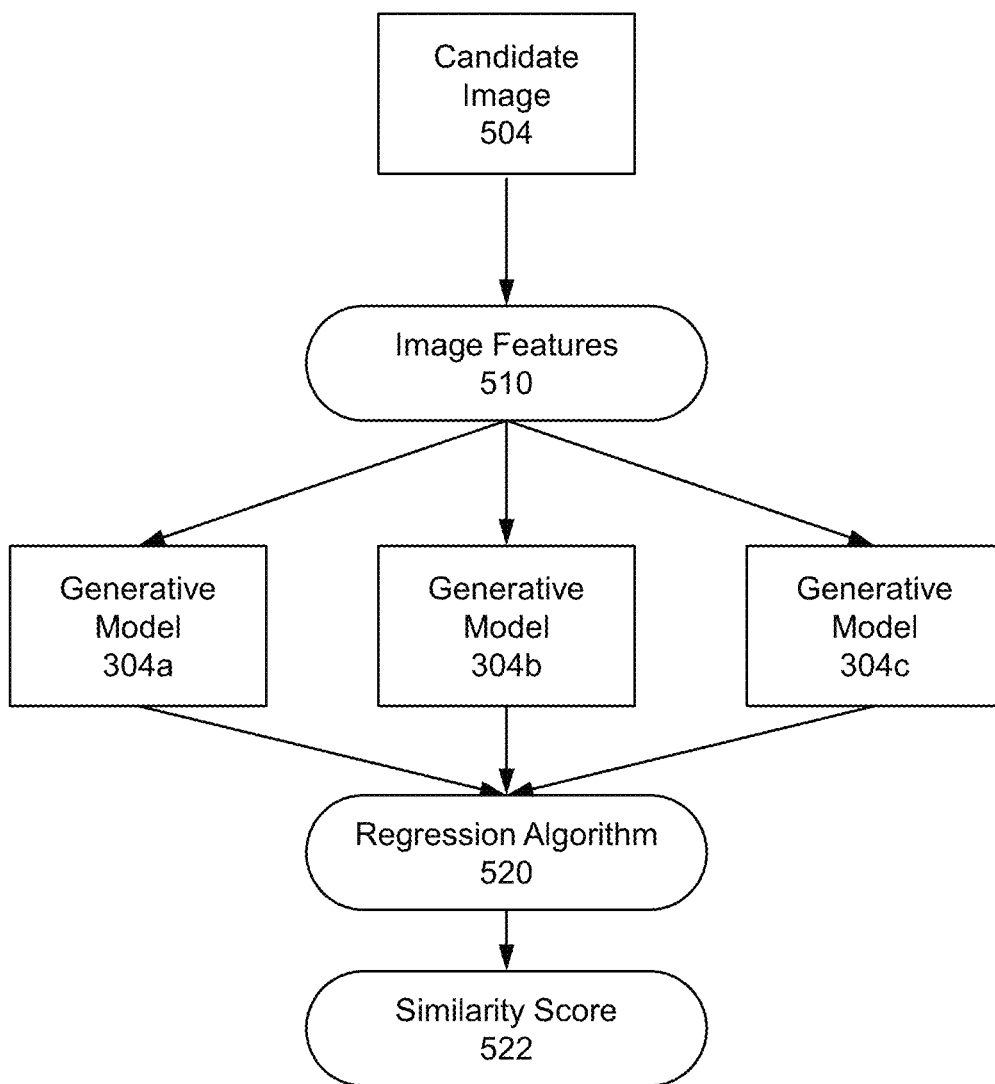 Candidate
Image
504
Image Features
510
Generative
Model
304a
Generative
Model
304b
Generative
Model
304c
Regression Algorithm
520
Similarity Score
522